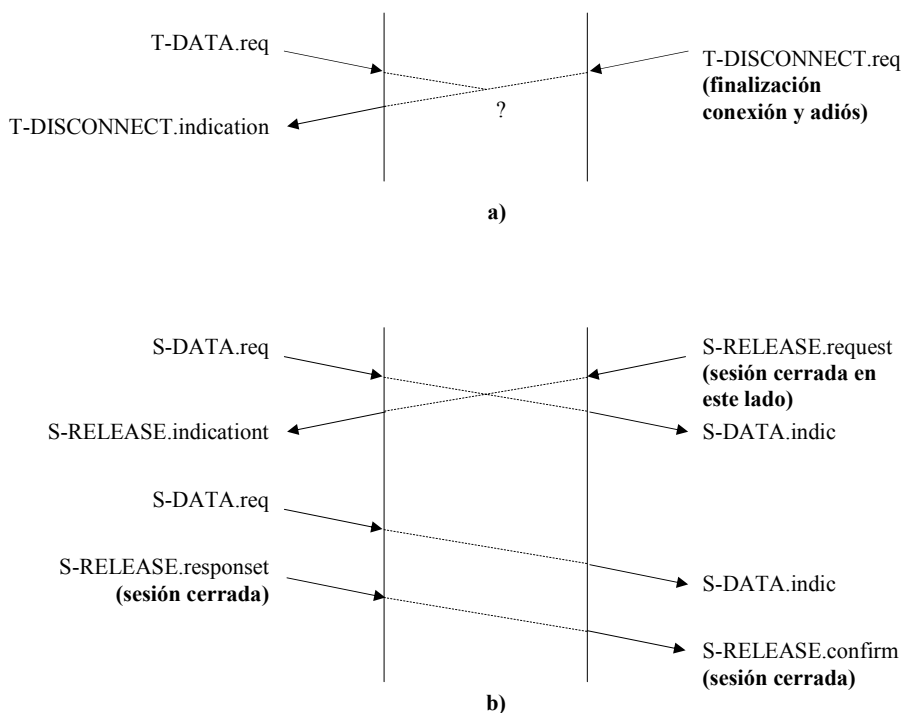 T-DATA.req
T-DISCONNECT.req
(finalización
conexión y adiós)
?
T-DISCONNECT.indication
a)
S-DATA.req
S-RELEASE.request
(sesión cerrada en
este lado)
S-RELEASE.indicationt
S-DATA.indic
S-DATA.req
S-RELEASE.responset
(sesión cerrada)
S-DATA.indic
S-RELEASE.confirm
(sesión cerrada)
b)